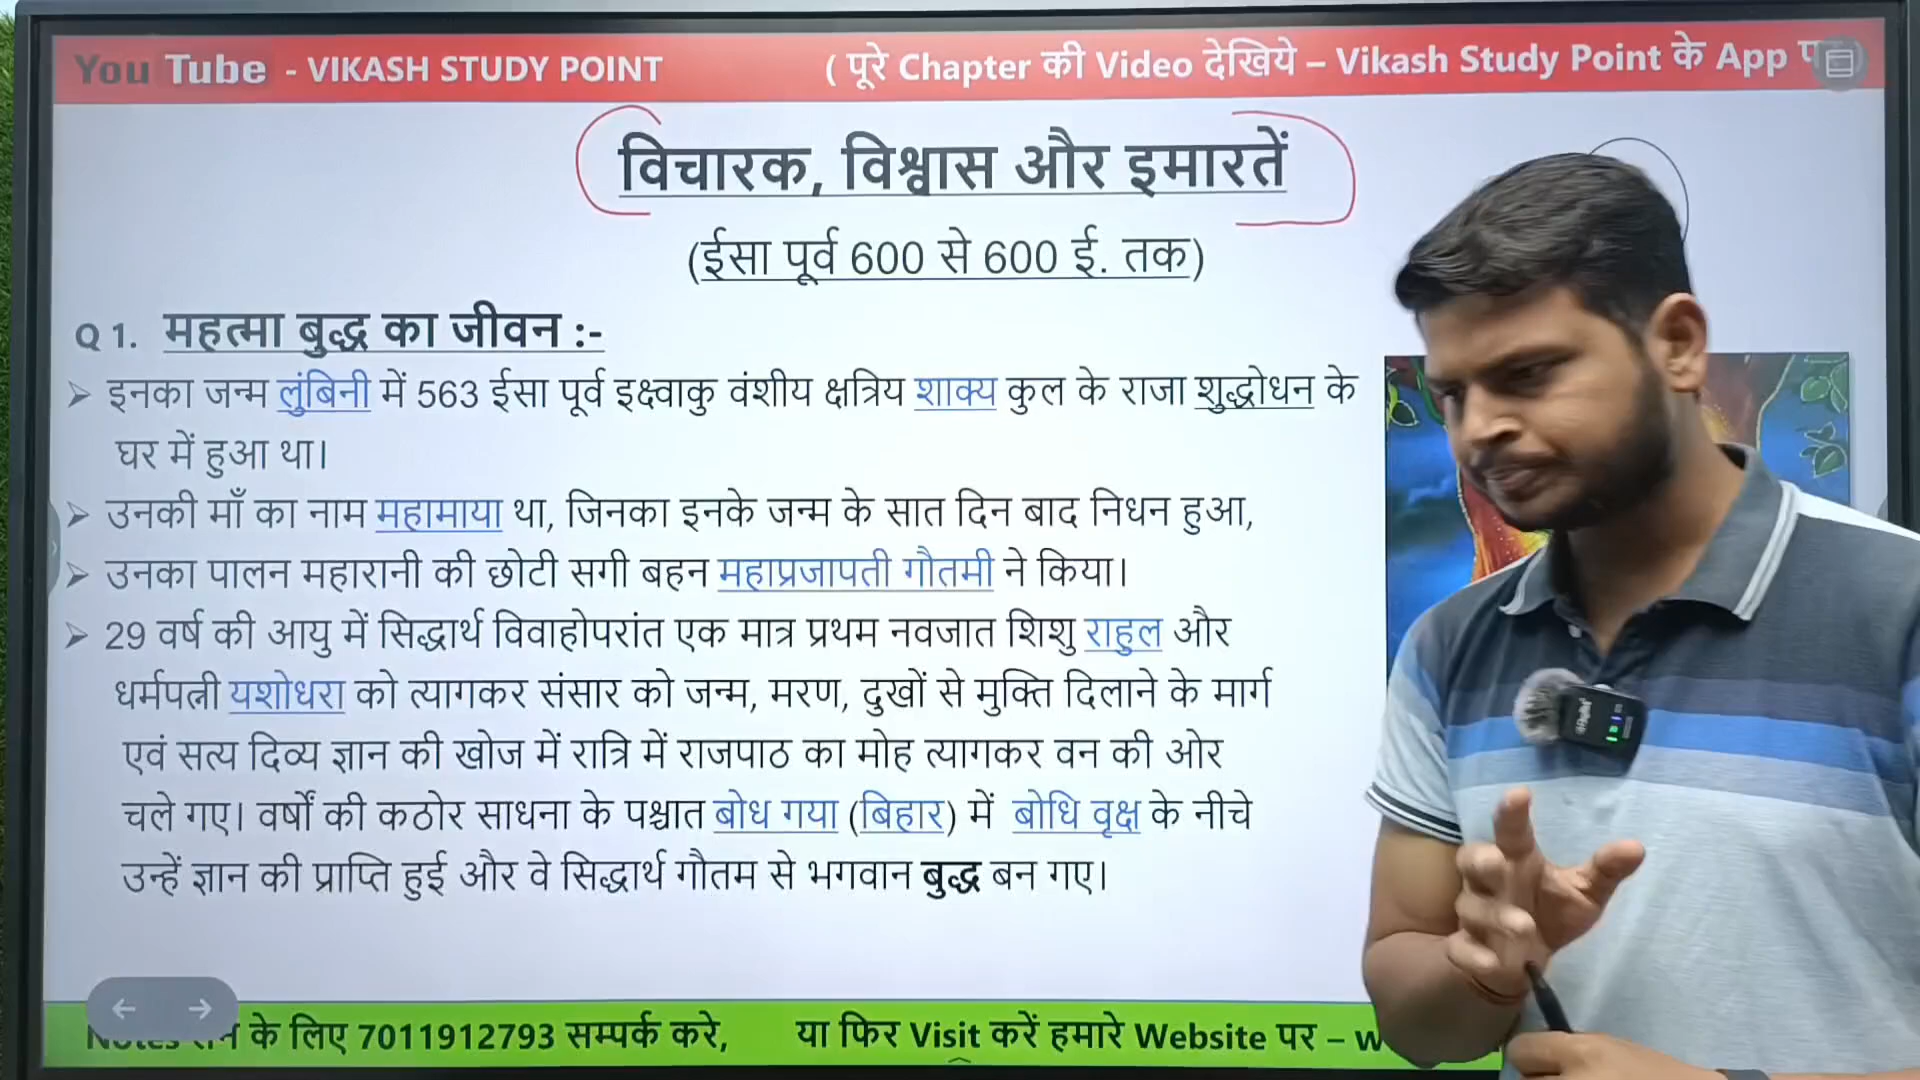 You Tube - VIKASH STUDY POINT ( पूरे Chapter की Video देखिये – Vikash Study Point के App
विचारक, विश्वास और इमारतें
(ईसा पूर्व 600 से 600 ई. तक)
Q 1. महत्मा बुद्ध का जीवन :-
➢ इनका जन्म लुंबिनी में 563 ईसा पूर्व इक्ष्वाकु वंशीय क्षत्रिय शाक्य कुल के राजा शुद्धोधन के
घर में हुआ था।
➢ उनकी माँ का नाम महामाया था, जिनका इनके जन्म के सात दिन बाद निधन हुआ,
➢ उनका पालन महारानी की छोटी सगी बहन महाप्रजापती गौतमी ने किया।
➢ 29 वर्ष की आयु में सिद्धार्थ विवाहोपरांत एक मात्र प्रथम नवजात शिशु राहुल और
धर्मपत्नी यशोधरा को त्यागकर संसार को जन्म, मरण, दुखों से मुक्ति दिलाने के मार्ग
एवं सत्य दिव्य ज्ञान की खोज में रात्रि में राजपाठ का मोह त्यागकर वन की ओर
चले गए। वर्षों की कठोर साधना के पश्चात बोध गया (बिहार) में बोधि वृक्ष के नीचे
उन्हें ज्ञान की प्राप्ति हुई और वे सिद्धार्थ गौतम से भगवान बुद्ध बन गए।
के लिए 7011912793 सम्पर्क करे, या फिर Visit करें हमारे Website पर – w